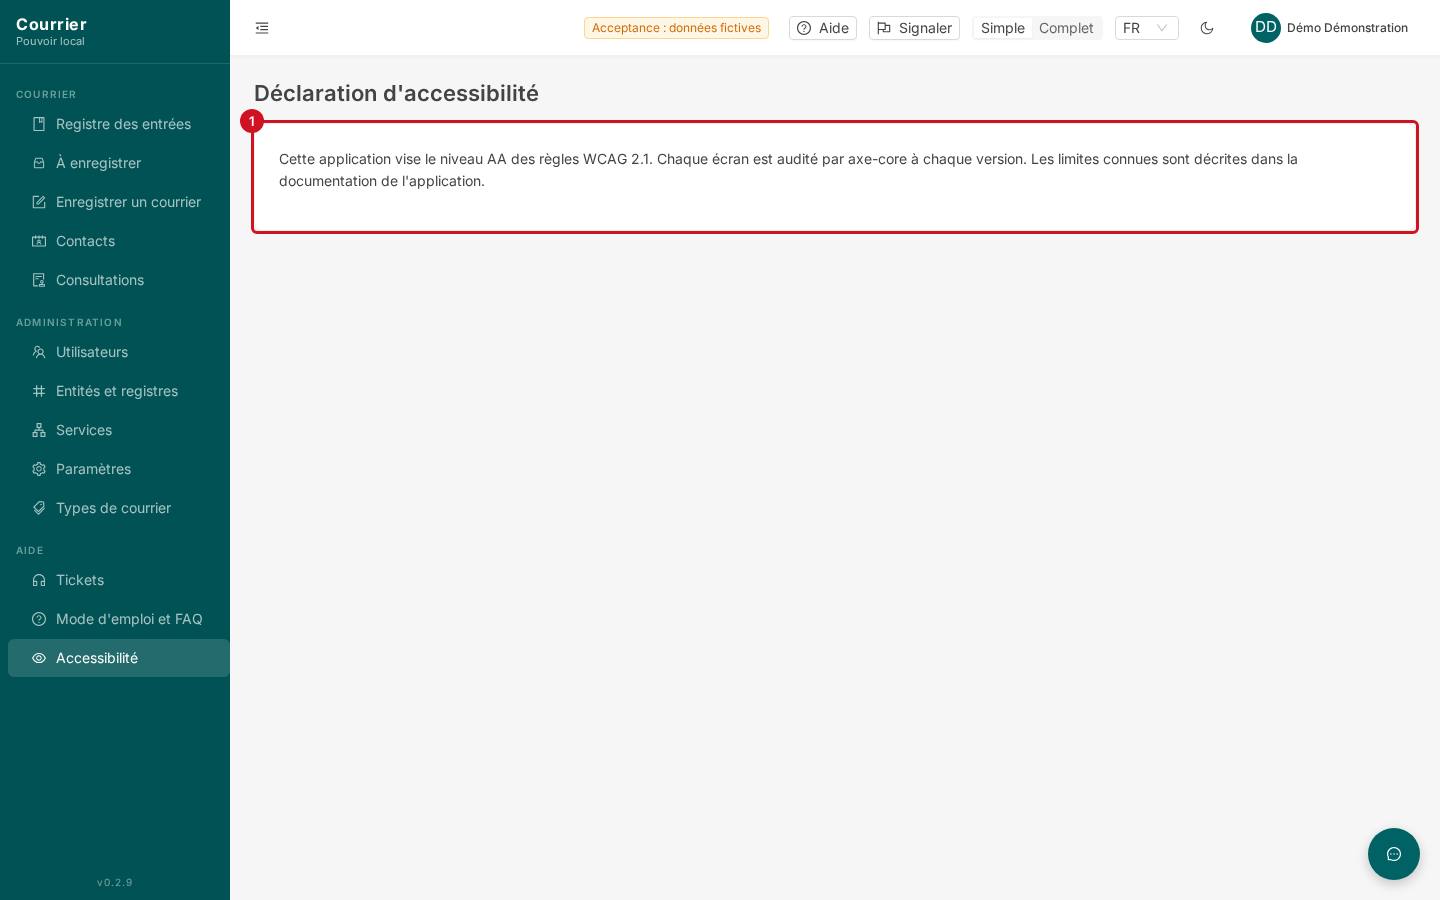 Courrier
Pouvoir local
COURRIER
Registre des entrées
À enregistrer
Enregistrer un courrier
Contacts
Consultations
ADMINISTRATION
Utilisateurs
Entités et registres
Services
Paramètres
Types de courrier
AIDE
Tickets
Mode d'emploi et FAQ
Accessibilité
v0.2.9
Acceptance : données fictives
Aide
Signaler
Simple
Complet
FR
DD
Démo Démonstration
Déclaration d'accessibilité
1
Cette application vise le niveau AA des règles WCAG 2.1. Chaque écran est audité par axe-core à chaque version. Les limites connues sont décrites dans la
documentation de l'application.